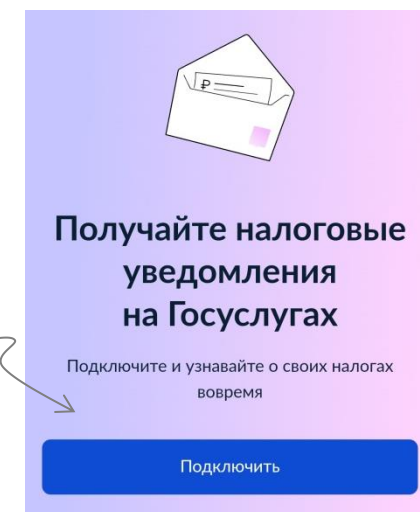 ₽
Получайте налоговые
уведомления
на Госуслугах
Подключите и узнавайте о своих налогах
вовремя
Подключить